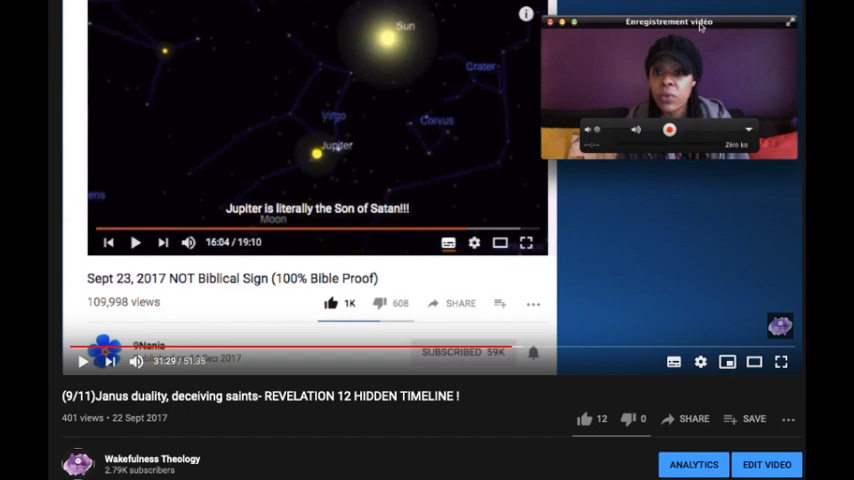 Sun
Enregistrement vidéo
Crater
Virgo
Corvus
Jupiter
Zéro ko
Jupiter is literally the Son of Satan!!!
Moon
16:04 / 19:10
Sept 23, 2017 NOT Biblical Sign (100% Bible Proof)
109,998 views
1K
608
SHARE
9Nania
Sep 2017
SUBSCRIBED 59K
31:29 / 51:35
(9/11)Janus duality, deceiving saints- REVELATION 12 HIDDEN TIMELINE !
401 views • 22 Sept 2017
12
0
SHARE
SAVE
Wakefulness Theology
2.79K subscribers
ANALYTICS
EDIT VIDEO